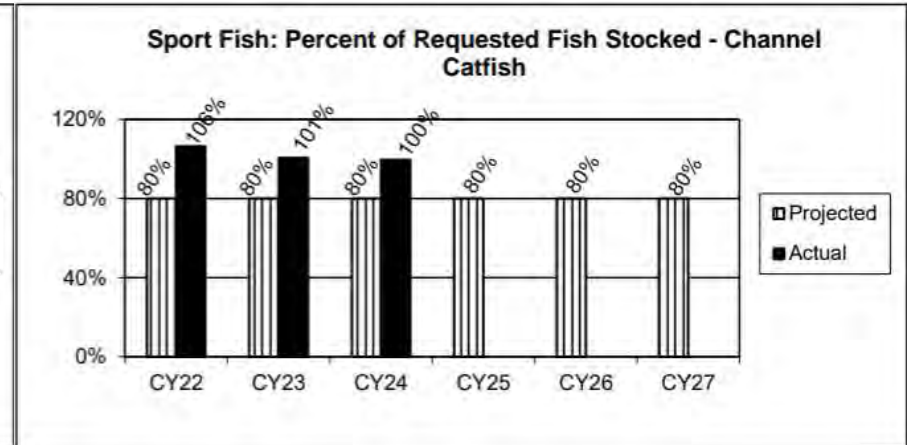 Sport Fish: Percent of Requested Fish Stocked - Channel
Catfish
120%
80%
40%
0%
80%
106%
80%
101%
80%
100%
80%
80%
80%
CY22
CY23
CY24
CY25
CY26
CY27
Projected
Actual